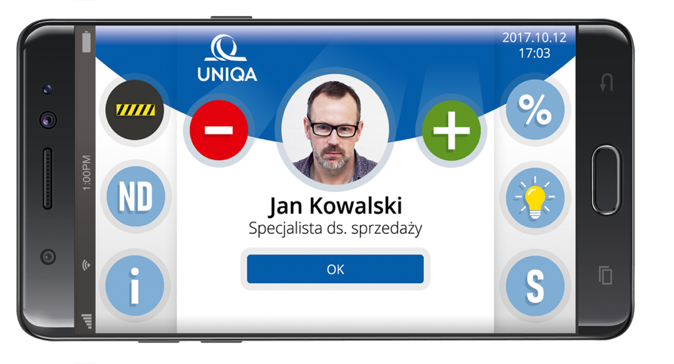 1:00PM
UNIQA
2017.10.12
17:03
ND
i
%
S
Jan Kowalski
Specjalista ds. sprzedaży
OK